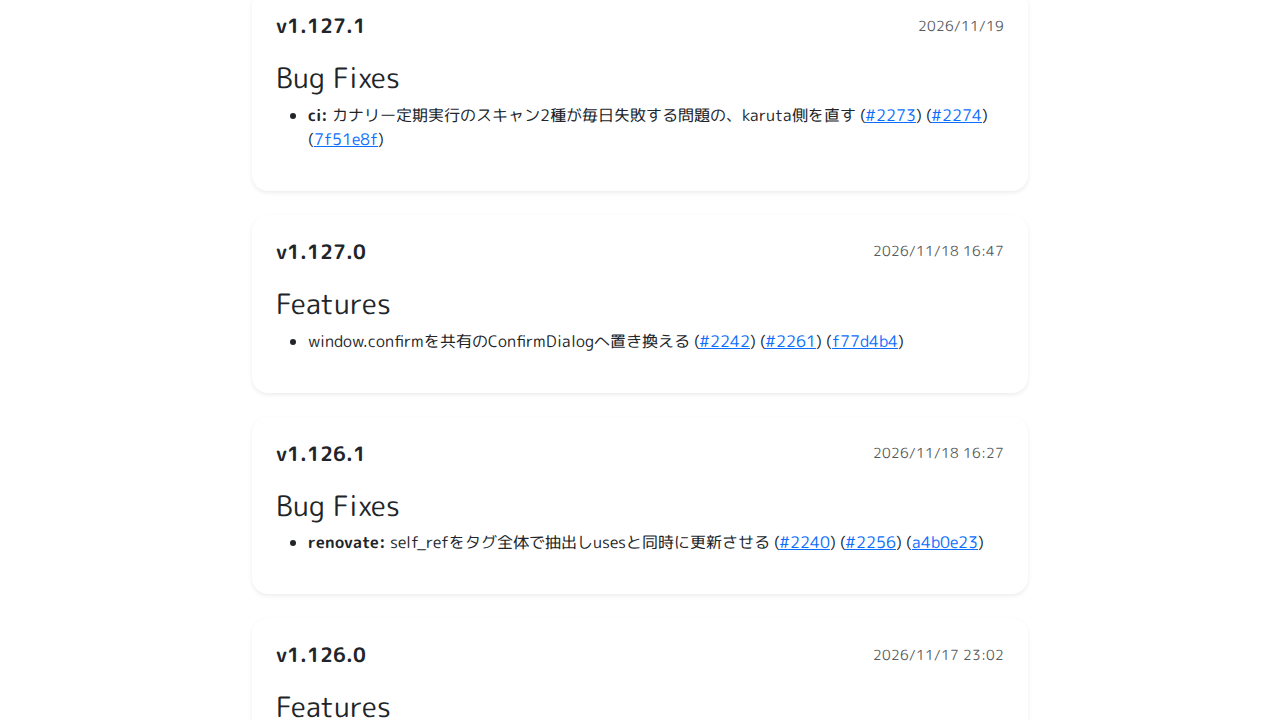 v1.127.1 2026/11/19
Bug Fixes
ci: カナリー定期実行のスキャン2種が毎日失敗する問題の、karuta側を直す (#2273) (#2274)
(7f51e8f)
v1.127.0 2026/11/18 16:47
Features
window.confirmを共有のConfirmDialogへ置き換える (#2242) (#2261) (f77d4b4)
v1.126.1 2026/11/18 16:27
Bug Fixes
renovate: self_refをタグ全体で抽出しusesと同時に更新させる (#2240) (#2256) (a4b0e23)
v1.126.0 2026/11/17 23:02
Features